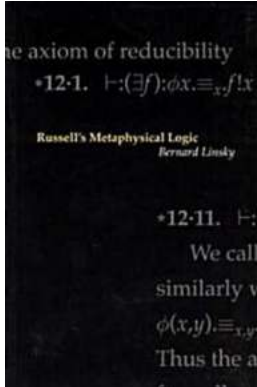 he axiom of reducibility
*12·1. ⊢:(∃f):ϕx.≡ₓ.f!x
Russell's Metaphysical Logic
Bernard Linsky
*12·11. ⊢:
We call
similarly
ϕ(x,y).≡ₓ,ᵧ.
Thus the a